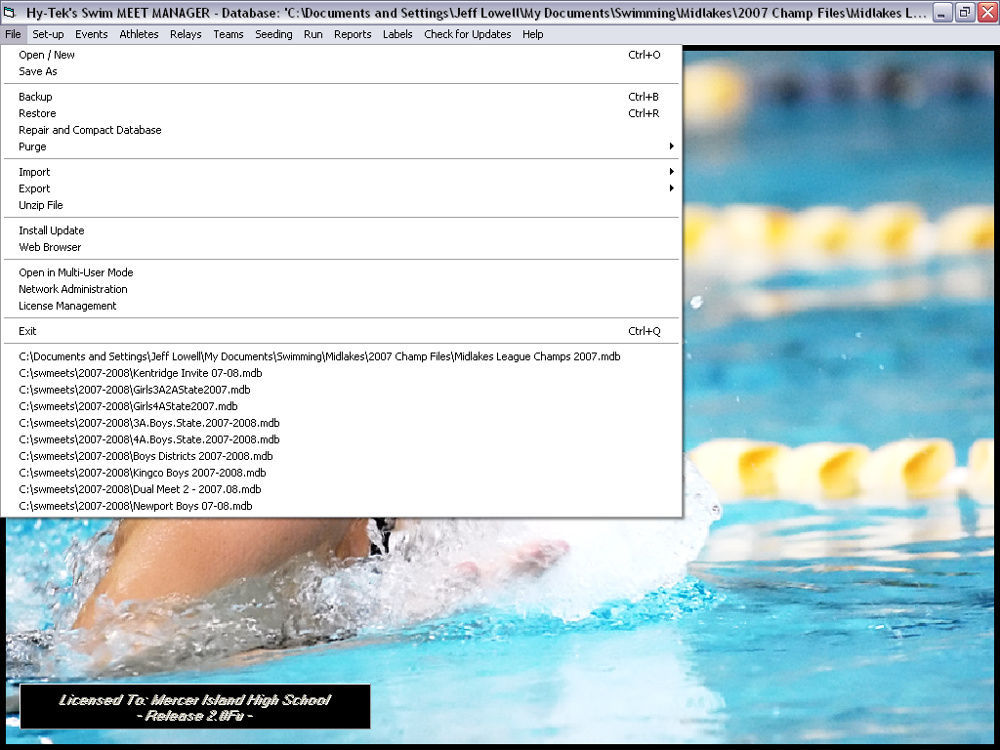 Hy-Tek's Swim MEET MANAGER - Database: 'C:\Documents and Settings\Jeff Lowell\My Documents\Swimming\Midlakes\2007 Champ Files\Midlakes L...
File Set-up Events Athletes Relays Teams Seeding Run Reports Labels Check for Updates Help
Open / New Ctrl+O
Save As
Backup Ctrl+B
Restore Ctrl+R
Repair and Compact Database
Purge
Import
Export
Unzip File
Install Update
Web Browser
Open in Multi-User Mode
Network Administration
License Management
Exit Ctrl+Q
C:\Documents and Settings\Jeff Lowell\My Documents\Swimming\Midlakes\2007 Champ Files\Midlakes League Champs 2007.mdb
C:\swmeets\2007-2008\Kentridge Invite 07-08.mdb
C:\swmeets\2007-2008\Girls3A2AState2007.mdb
C:\swmeets\2007-2008\Girls4AState2007.mdb
C:\swmeets\2007-2008\3A.Boys.State.2007-2008.mdb
C:\swmeets\2007-2008\4A.Boys.State.2007-2008.mdb
C:\swmeets\2007-2008\Boys Districts 2007-2008.mdb
C:\swmeets\2007-2008\Kingco Boys 2007-2008.mdb
C:\swmeets\2007-2008\Dual Meet 2 - 2007.08.mdb
C:\swmeets\2007-2008\Newport Boys 07-08.mdb
Licensed To: Mercer Island High School
- Release 2.0Fu -